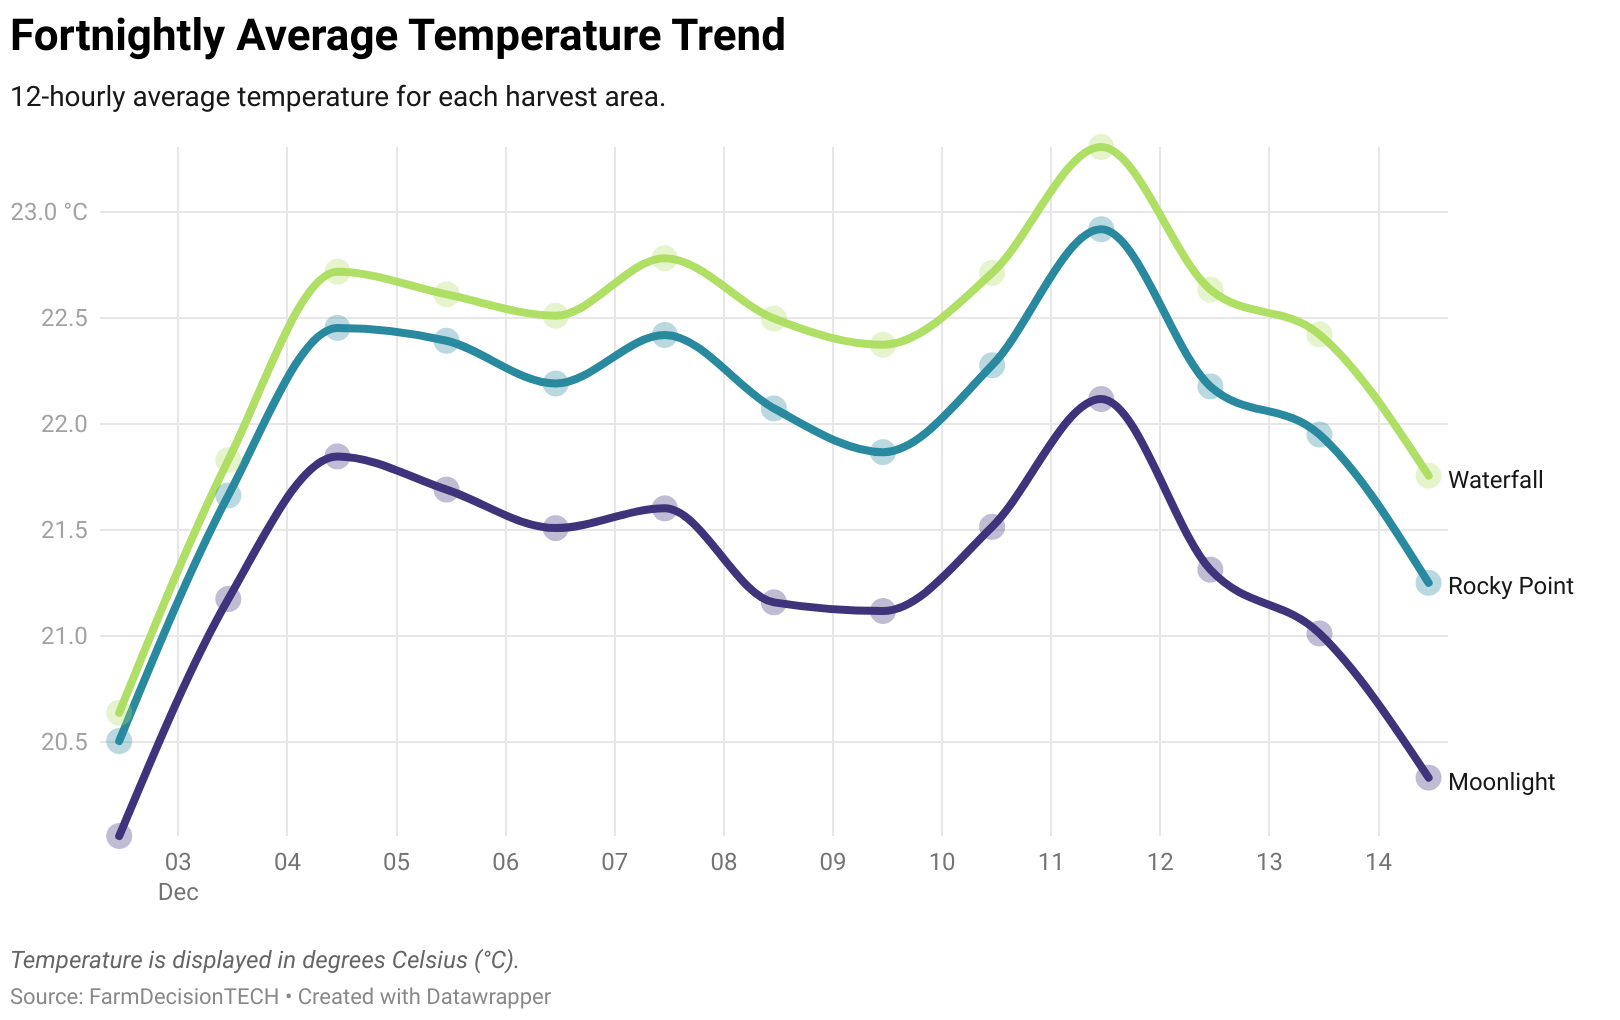 Fortnightly Average Temperature Trend
12-hourly average temperature for each harvest area.
23.0 °C
22.5
22.0
21.5
21.0
20.5
Waterfall
Rocky Point
Moonlight
03 04 05 06 07 08 09 10 11 12 13 14
Dec
Temperature is displayed in degrees Celsius (°C).
Source: FarmDecisionTECH • Created with Datawrapper